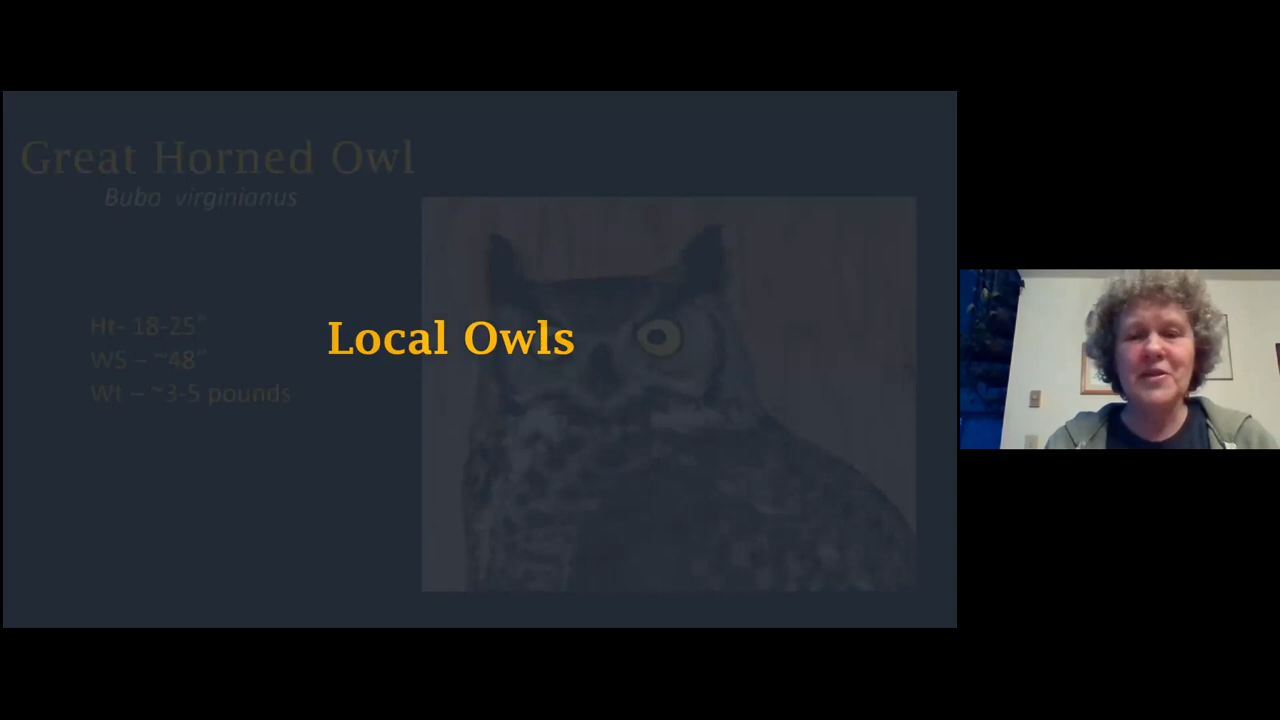 Great Horned Owl
Bubo virginianus
Ht- 18-25"
WS – ~48"
Wt – ~3-5 pounds
Local Owls